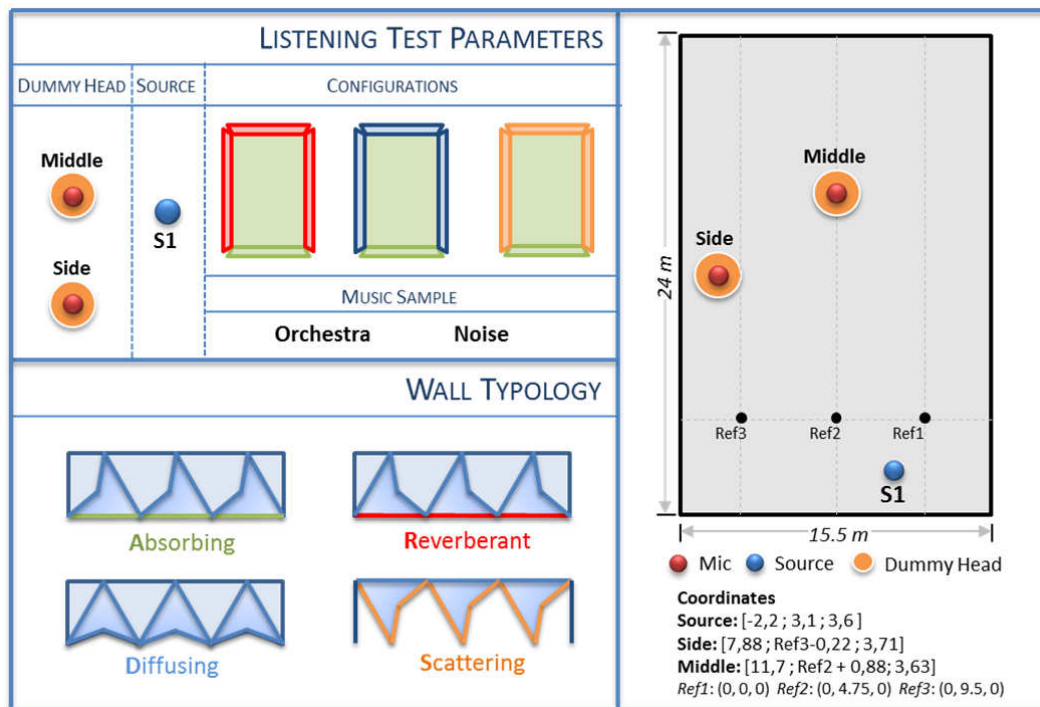 LISTENING TEST PARAMETERS
DUMMY HEAD
SOURCE
CONFIGURATIONS
Middle
Side
S1
MUSIC SAMPLE
Orchestra
Noise
WALL TYPOLOGY
Absorbing
Reverberant
Diffusing
Scattering
Middle
Side
24 m
Ref3
Ref2
Ref1
S1
15.5 m
Mic
Source
Dummy Head
Coordinates
Source: [-2,2 ; 3,1 ; 3,6 ]
Side: [7,88 ; Ref3-0,22 ; 3,71]
Middle: [11,7 ; Ref2 + 0,88; 3,63]
Ref1: (0, 0, 0) Ref2: (0, 4.75, 0) Ref3: (0, 9.5, 0)